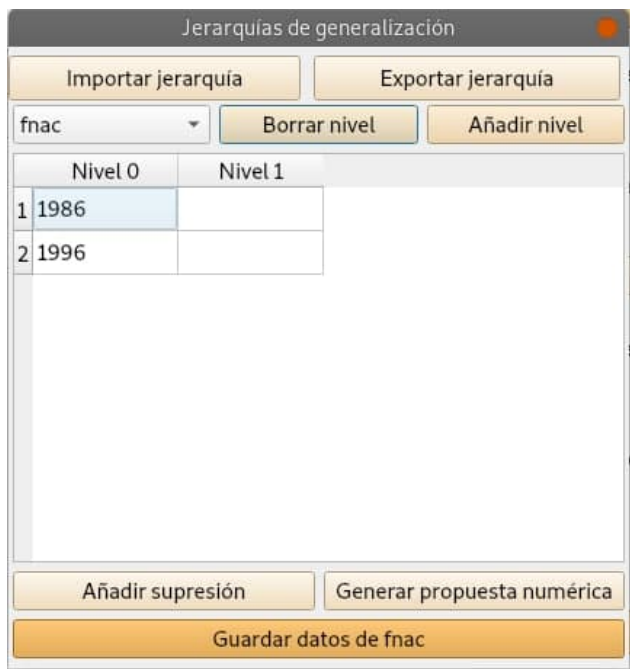 Jerarquías de generalización
Importar jerarquía Exportar jerarquía
fnac Borrar nivel Añadir nivel
Nivel 0 Nivel 1
1 1986
2 1996
Añadir supresión Generar propuesta numérica
Guardar datos de fnac